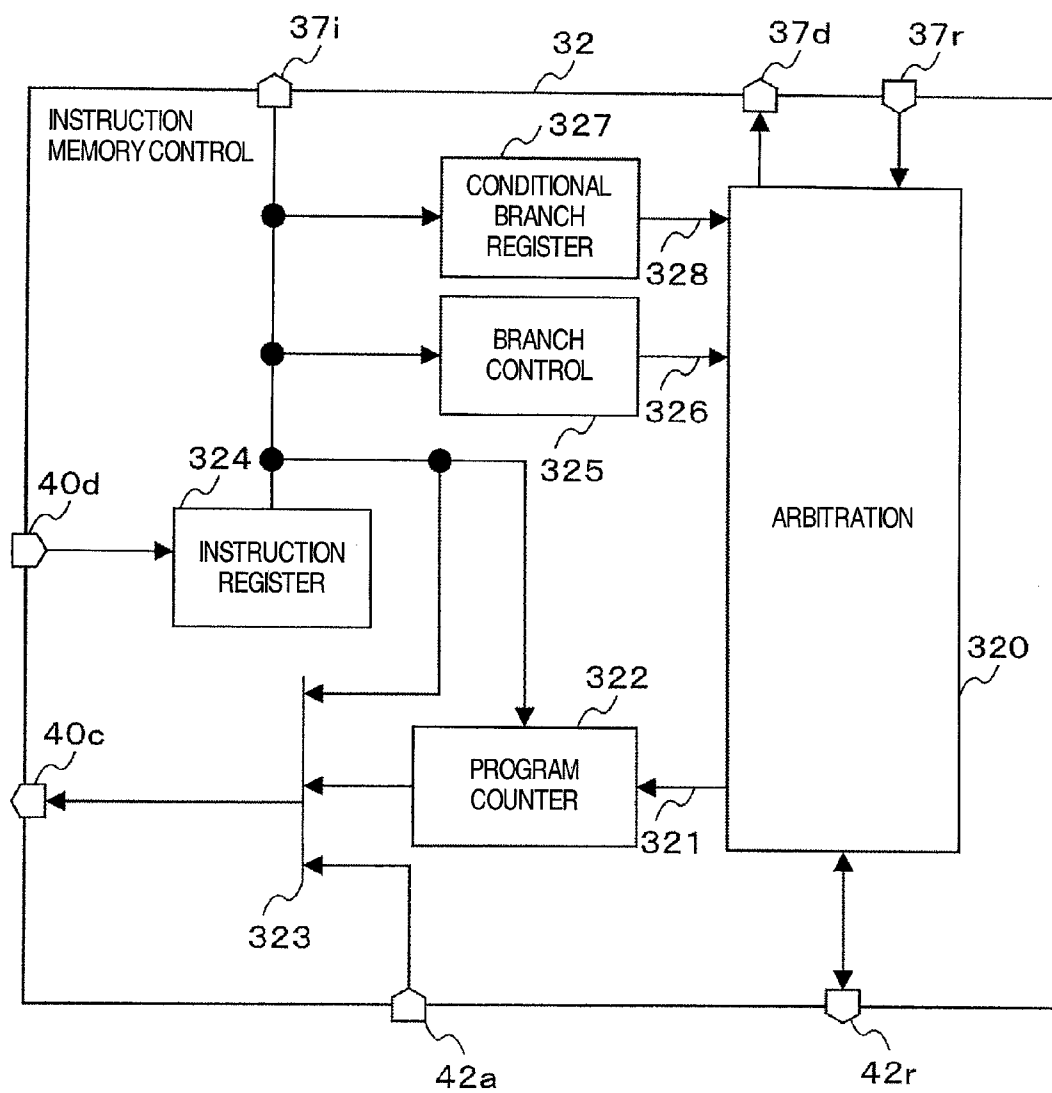 37i
32
37d
37r
INSTRUCTION
MEMORY CONTROL
327
CONDITIONAL
BRANCH
REGISTER
328
BRANCH
CONTROL
326
325
324
40d
INSTRUCTION
REGISTER
ARBITRATION
320
322
40c
PROGRAM
COUNTER
321
323
42a
42r